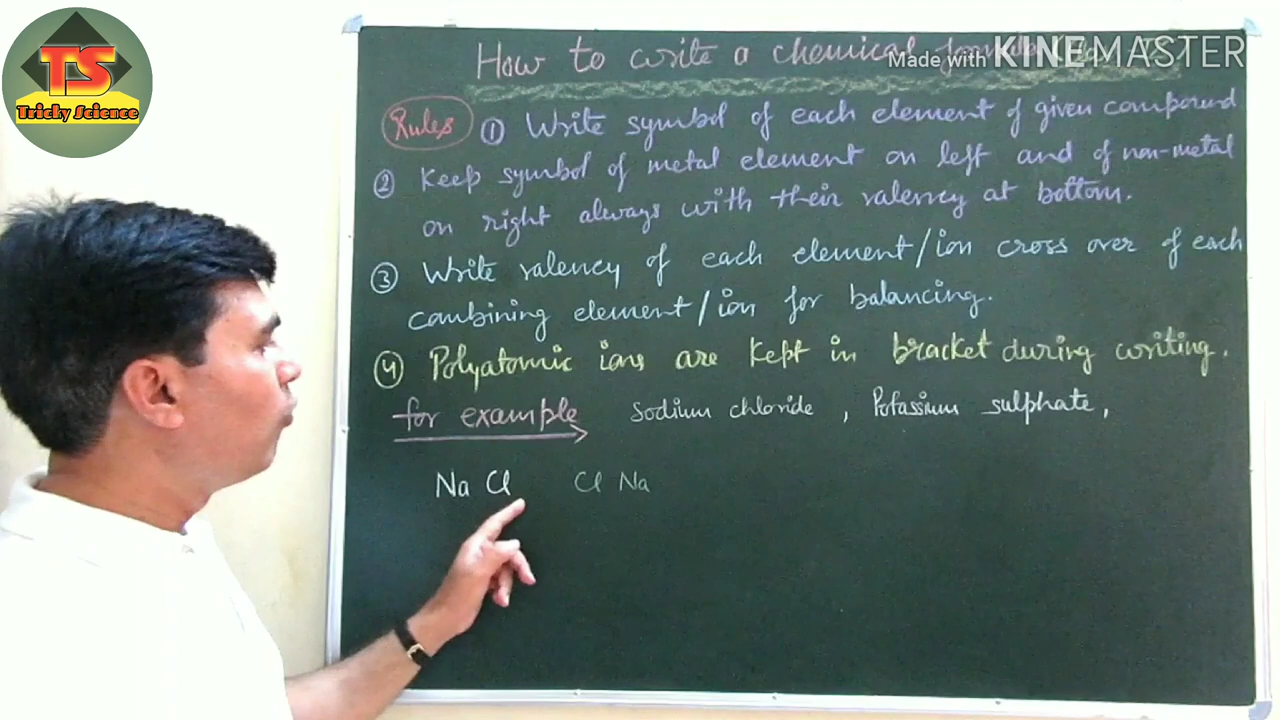 TS
Tricky Science
Made with KINEMASTER
How to write a chemical
Rules ① Write symbol of each element of given compound
② Keep symbol of metal element on left and of non-metal
on right always with their valency at bottom.
③ Write valency of each element/ion cross over of each
combining element/ion for balancing.
④ Polyatomic ions are kept in bracket during writing.
for example Sodium chloride, Potassium sulphate,
Na Cl Cl Na